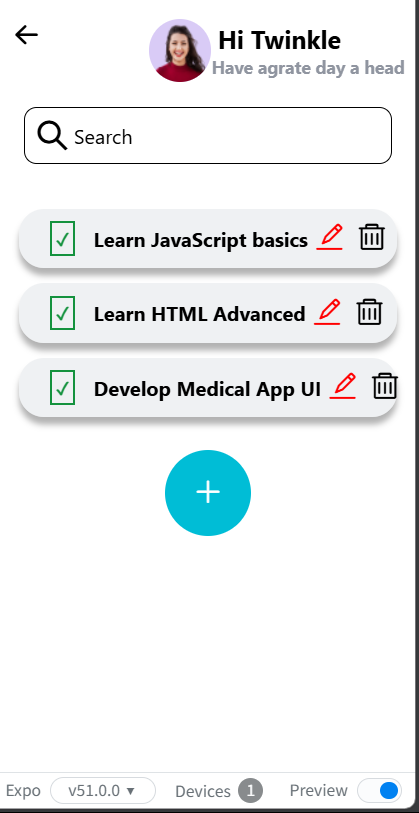 Hi Twinkle
Have agrate day a head
Search
Learn JavaScript basics
Learn HTML Advanced
Develop Medical App UI
+
Expo v51.0.0 Devices 1 Preview